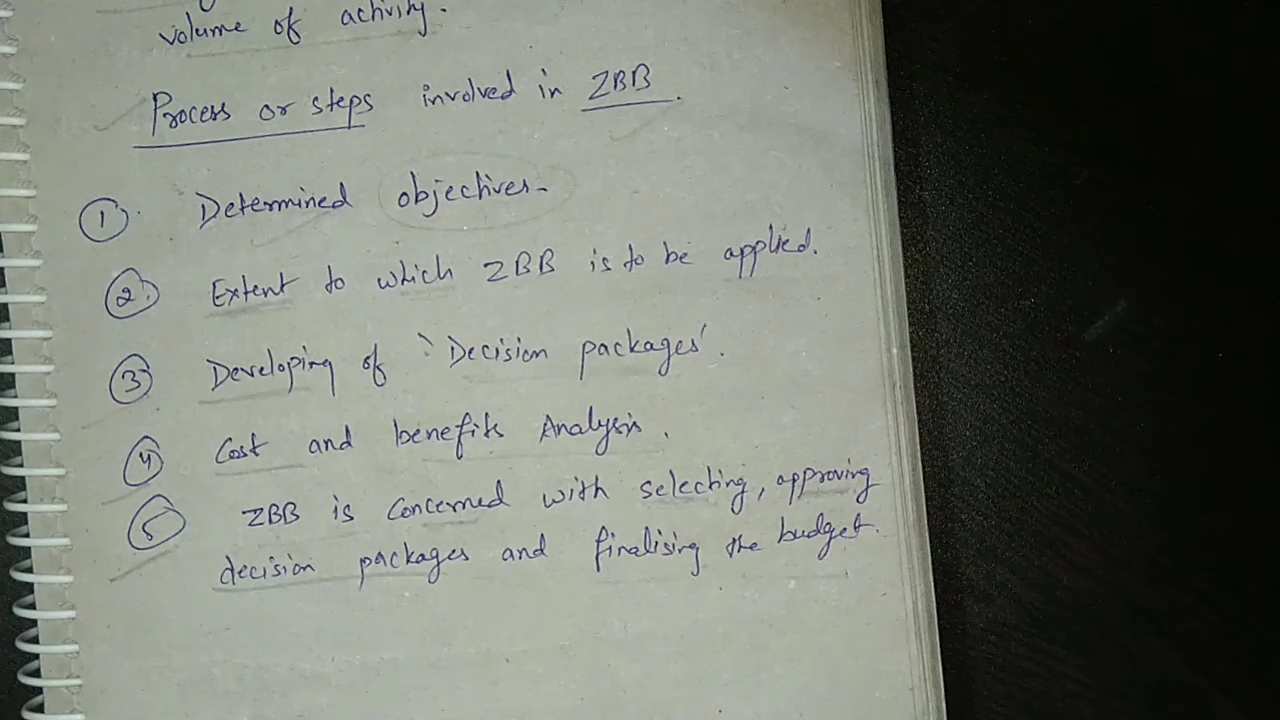 volume of activity.
Process or steps involved in ZBB.
① Determined objectives.
② Extent to which ZBB is to be applied.
③ Developing of 'Decision packages'.
④ Cost and benefits Analysis.
⑤ ZBB is concerned with selecting, approving
decision packages and finalising the budget.